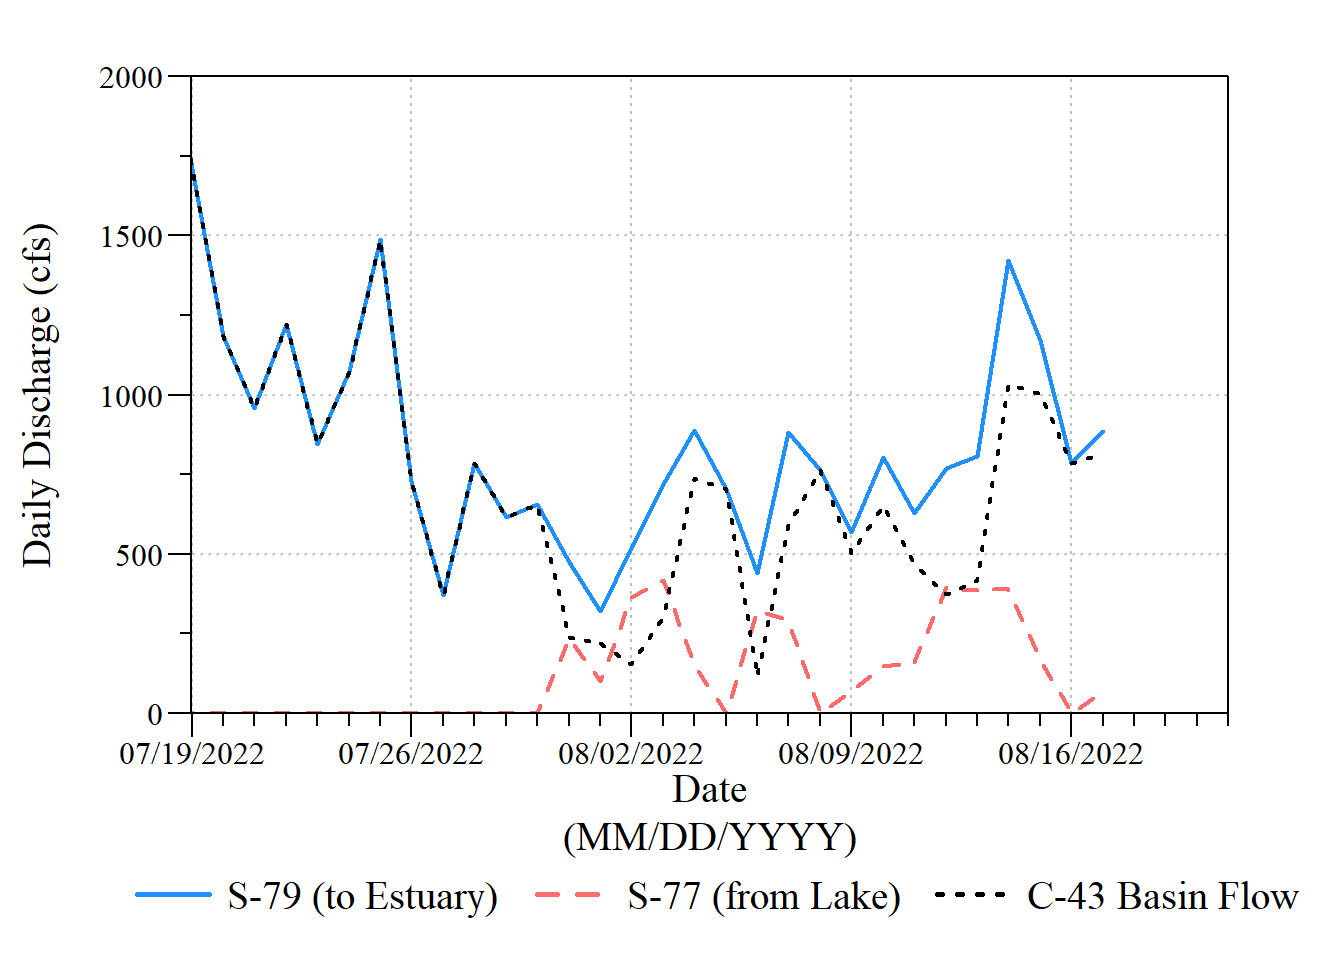 2000
1500
1000
500
0
Daily Discharge (cfs)
07/19/2022 07/26/2022 08/02/2022 08/09/2022 08/16/2022
Date
(MM/DD/YYYY)
S-79 (to Estuary) S-77 (from Lake) C-43 Basin Flow